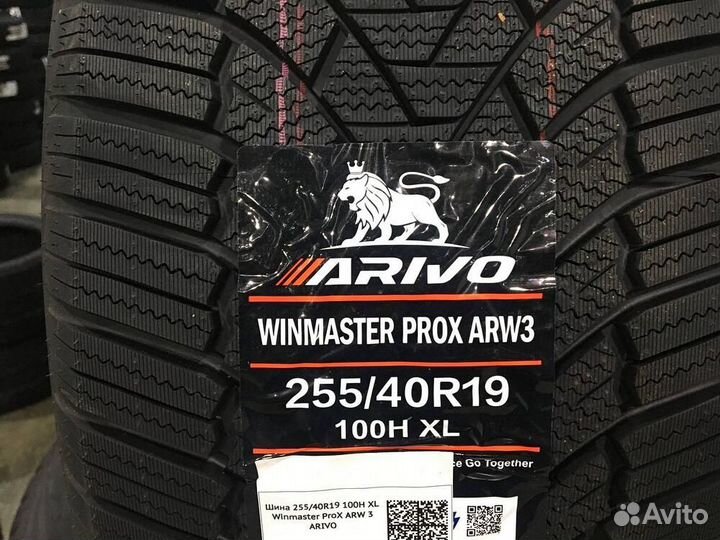 ARIVO
WINMASTER PROX ARW3
255/40R19
100H XL
Go Together
Шина 255/40R19 100H XL
Winmaster ProX ARW 3
ARIVO
Avito